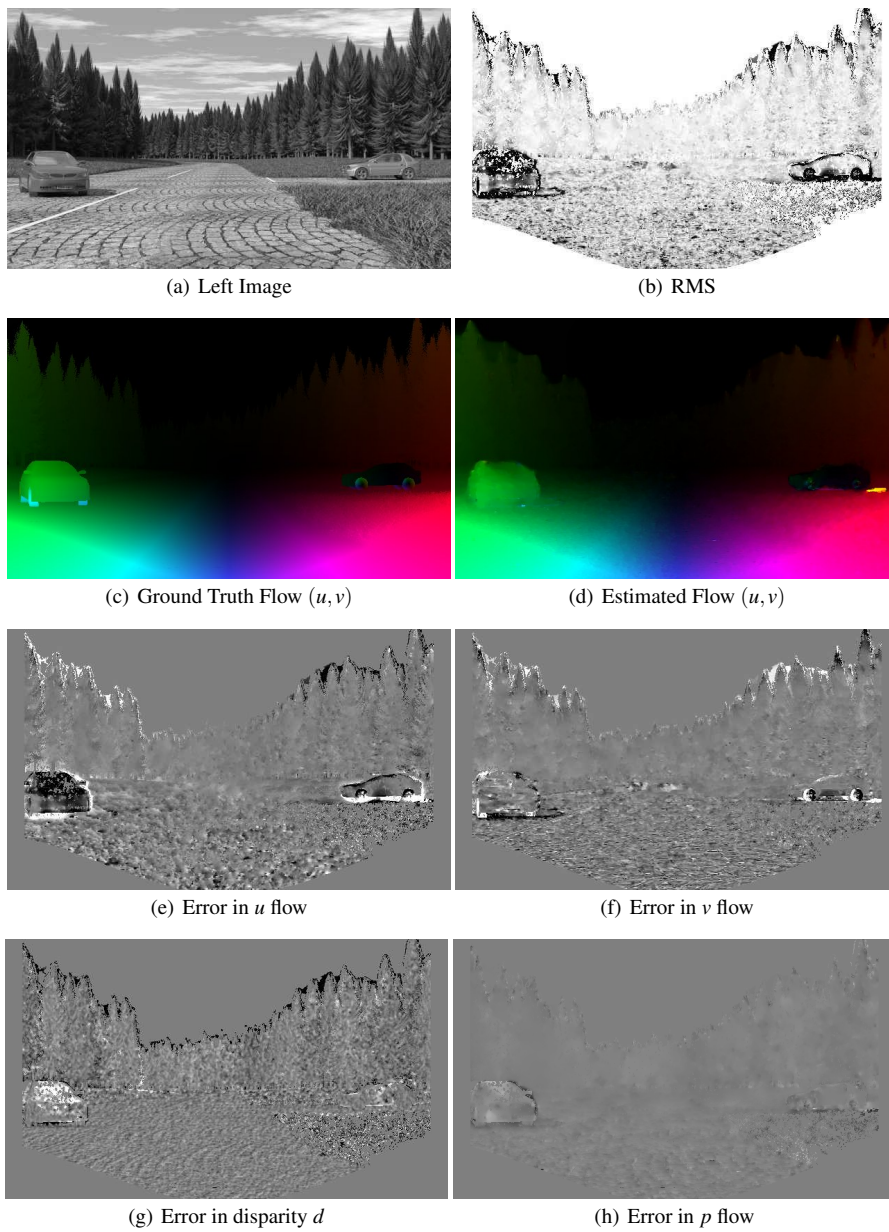 (a) Left Image
(b) RMS
(c) Ground Truth Flow (u,v)
(d) Estimated Flow (u,v)
(e) Error in u flow
(f) Error in v flow
(g) Error in disparity d
(h) Error in p flow